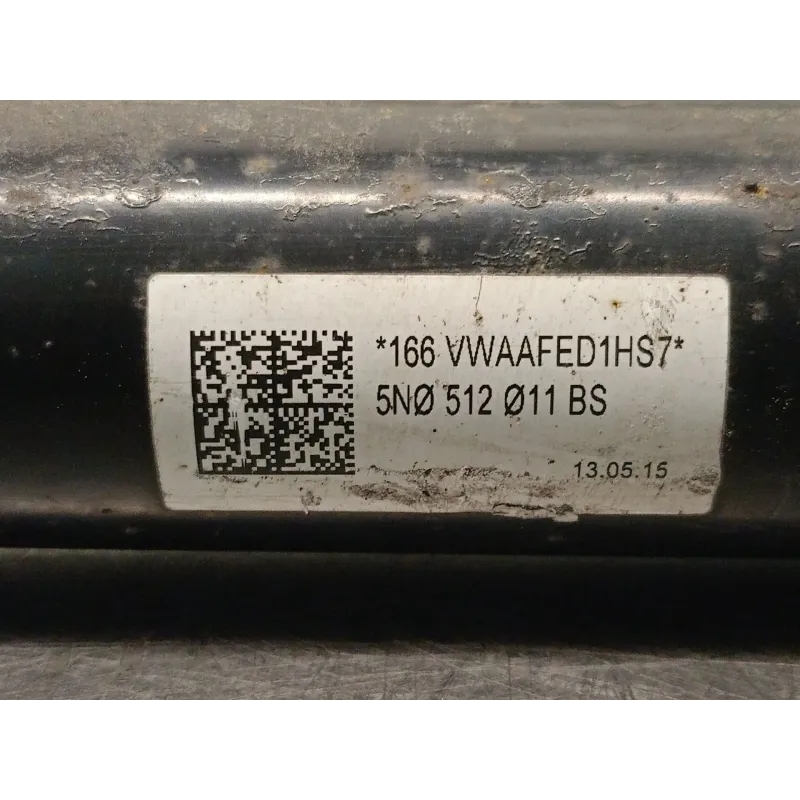 *166 VWAAFED1HS7*
5NØ 512 Ø11 BS
13.05.15